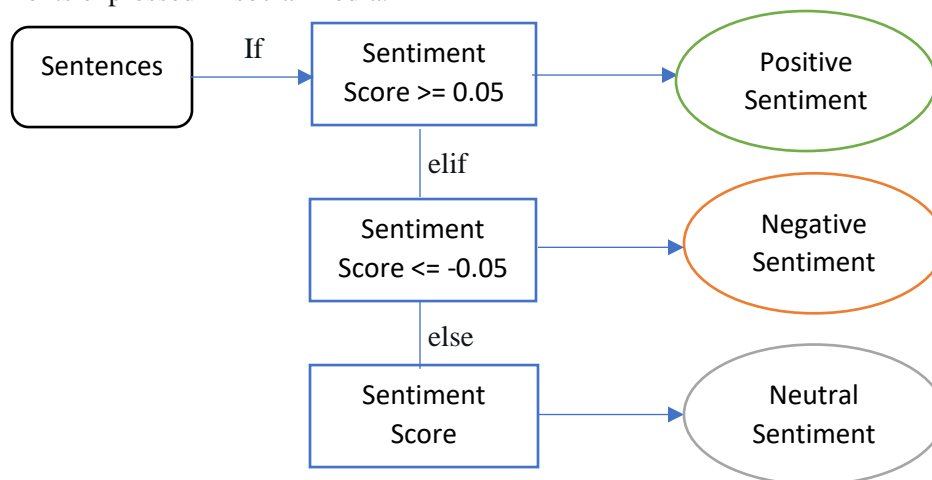 Sentences
If
Sentiment
Score >= 0.05
Positive
Sentiment
elif
Sentiment
Score <= -0.05
Negative
Sentiment
else
Sentiment
Score
Neutral
Sentiment